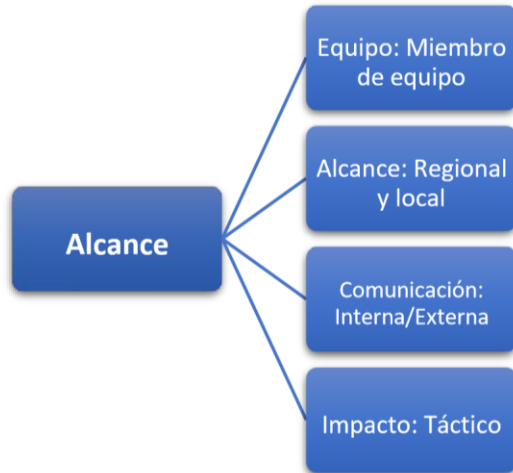 Equipo: Miembro
de equipo
Alcance: Regional
y local
Alcance
Comunicación:
Interna/Externa
Impacto: Táctico